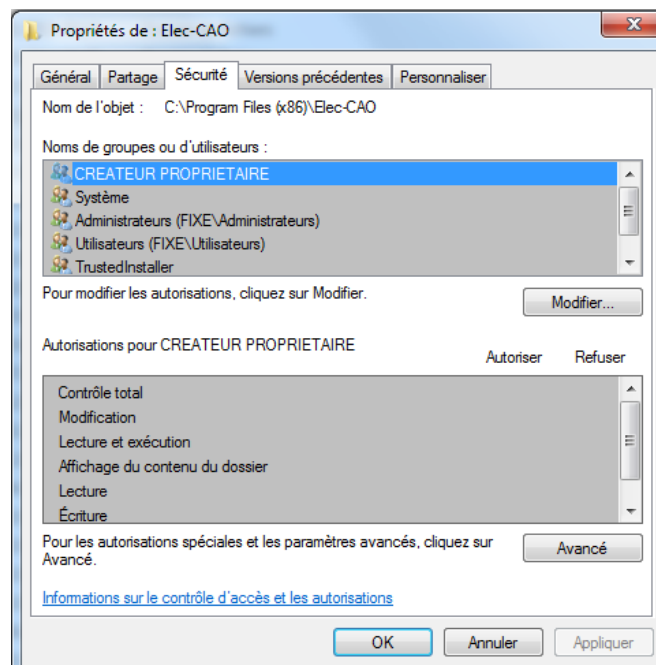 Propriétés de : Elec-CAO
Général Partage Sécurité Versions précédentes Personnaliser
Nom de l'objet : C:\Program Files (x86)\Elec-CAO
Noms de groupes ou d'utilisateurs :
CREATEUR PROPRIETAIRE
Système
Administrateurs (FIXE\Administrateurs)
Utilisateurs (FIXE\Utilisateurs)
TrustedInstaller
Pour modifier les autorisations, cliquez sur Modifier.
Modifier...
Autorisations pour CREATEUR PROPRIETAIRE Autoriser Refuser
Contrôle total
Modification
Lecture et exécution
Affichage du contenu du dossier
Lecture
Écriture
Pour les autorisations spéciales et les paramètres avancés, cliquez sur
Avancé.
Avancé
Informations sur le contrôle d'accès et les autorisations
OK Annuler Appliquer